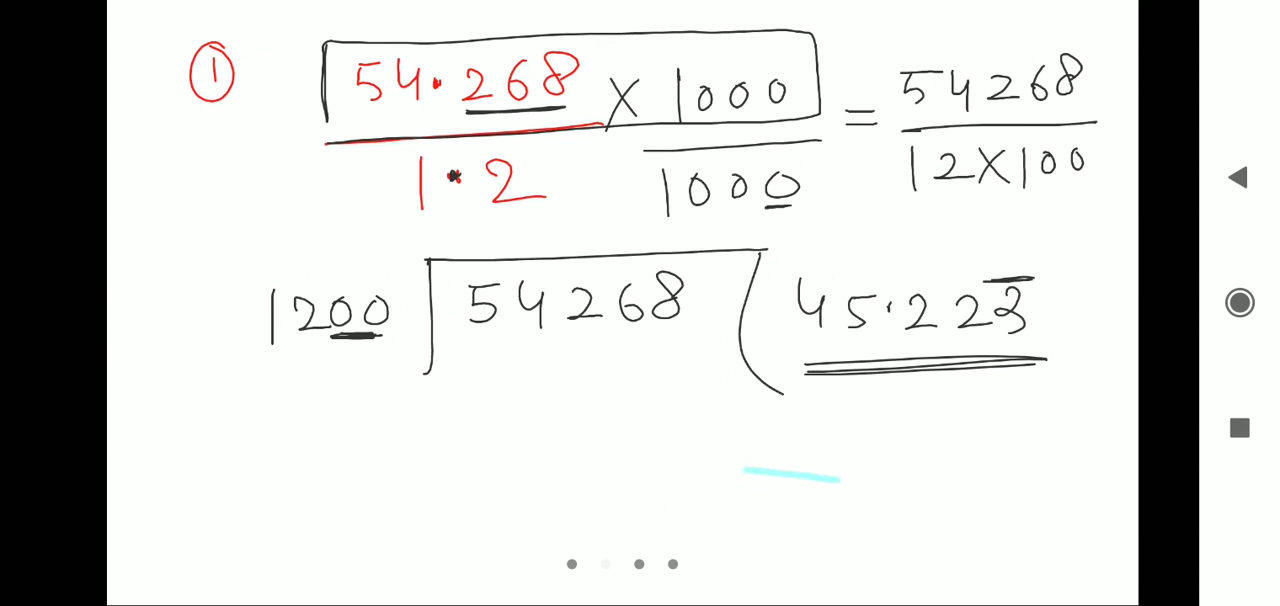 ① 54.268 / 1.2 × 1000 / 1000 = 54268 / 12×100
1200 ) 54268 ( 45.223̅